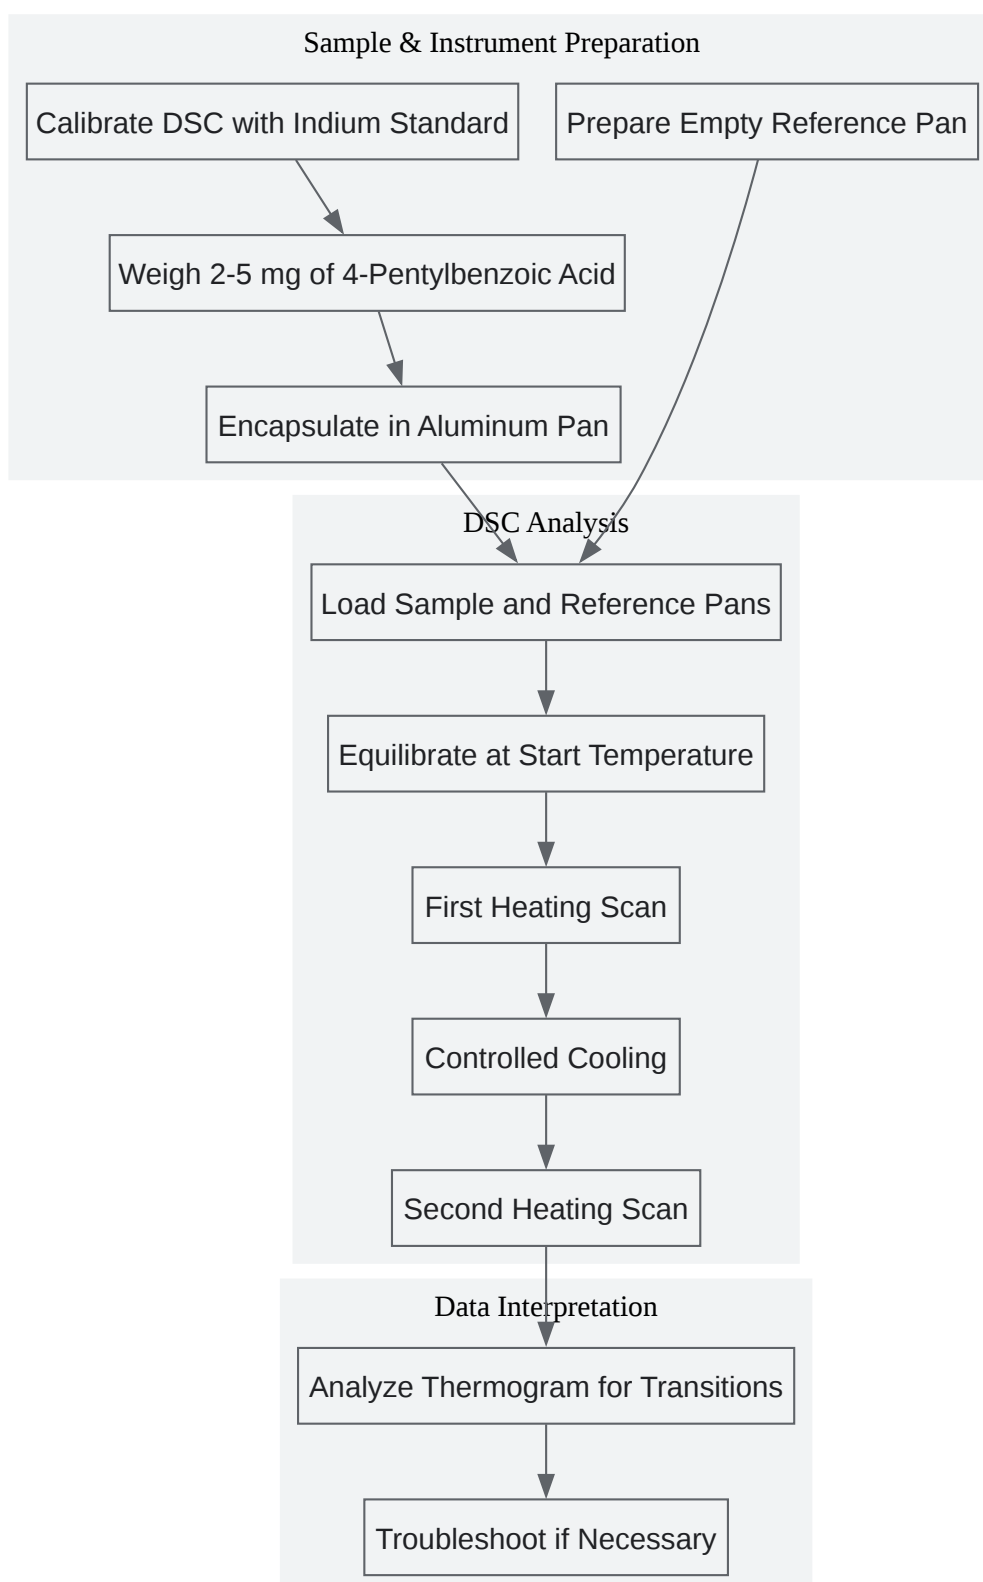 Sample & Instrument Preparation
Calibrate DSC with Indium Standard
Prepare Empty Reference Pan
Weigh 2-5 mg of 4-Pentylbenzoic Acid
Encapsulate in Aluminum Pan
DSC Analysis
Load Sample and Reference Pans
Equilibrate at Start Temperature
First Heating Scan
Controlled Cooling
Second Heating Scan
Data Interpretation
Analyze Thermogram for Transitions
Troubleshoot if Necessary